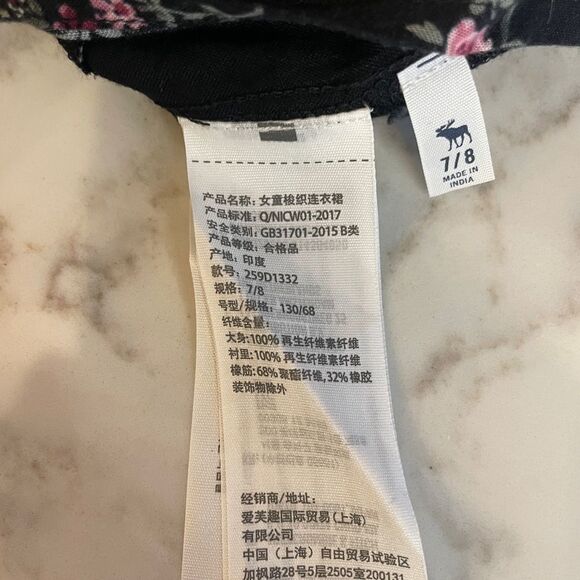 7/8
MADE IN
INDIA
产品名称: 女童梭织连衣裙
产品标准: Q/NICW01-2017
安全类别: GB31701-2015 B类
产品等级: 合格品
产地: 印度
款号: 259D1332
规格: 7/8
号型/规格: 130/68
纤维含量:
大身:100% 再生纤维素纤维
衬里:100% 再生纤维素纤维
橡筋: 68% 聚酯纤维, 32% 橡胶
装饰物除外
经销商/地址:
爱芙趣国际贸易(上海)
有限公司
中国（上海）自由贸易试验区
加枫路28号5层2505室200131